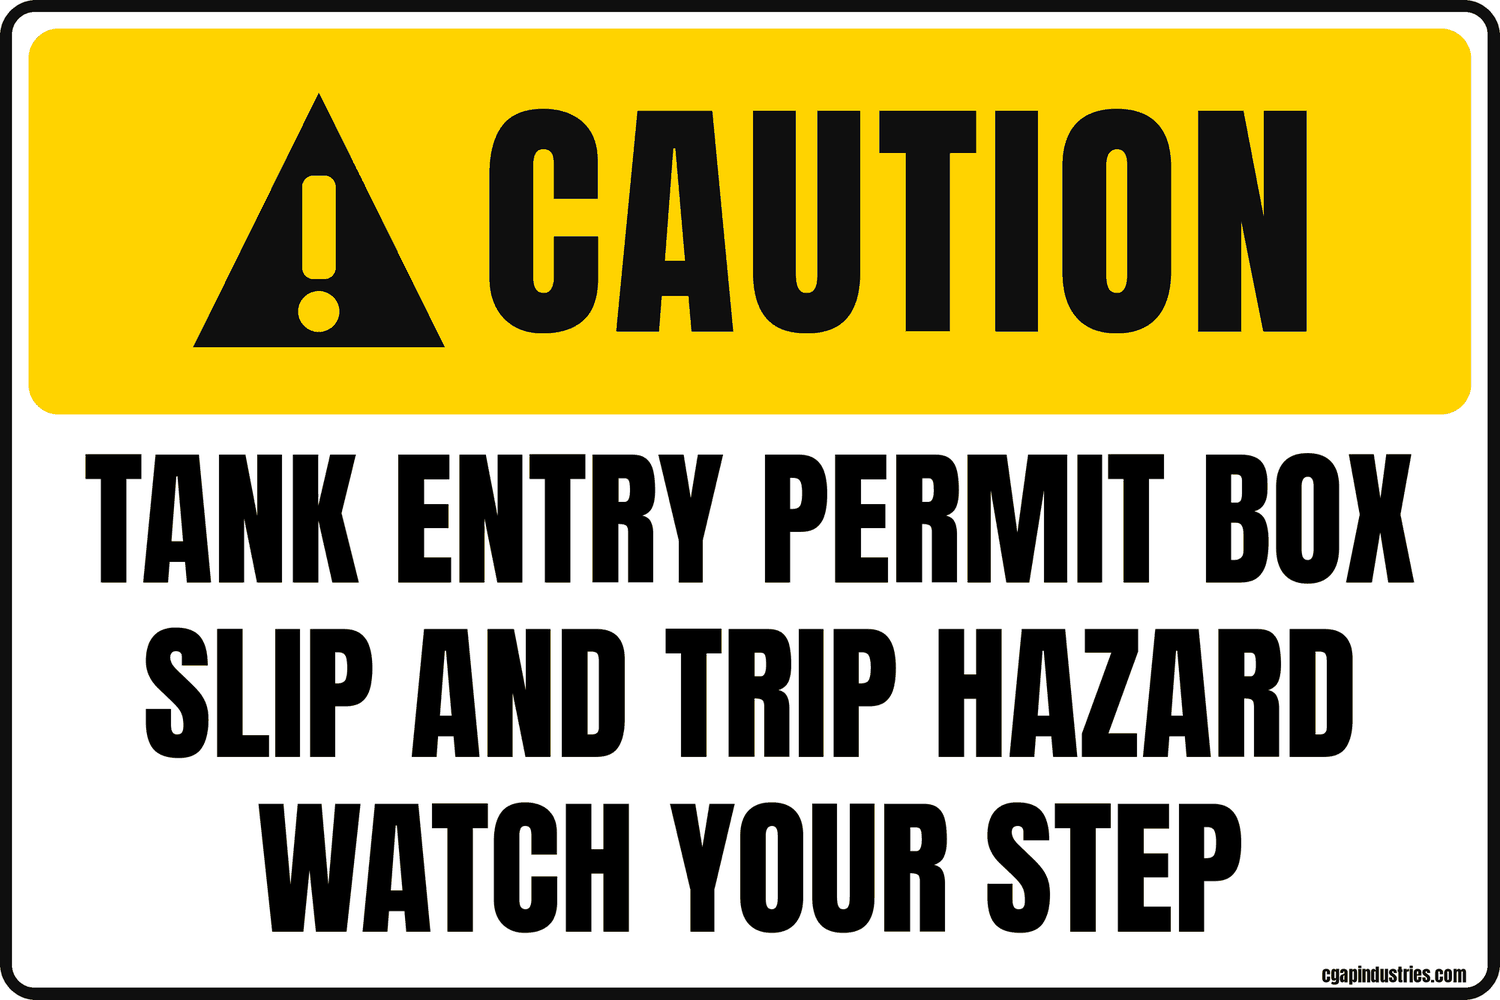 CAUTION
TANK ENTRY PERMIT BOX
SLIP AND TRIP HAZARD
WATCH YOUR STEP
cgapindustries.com